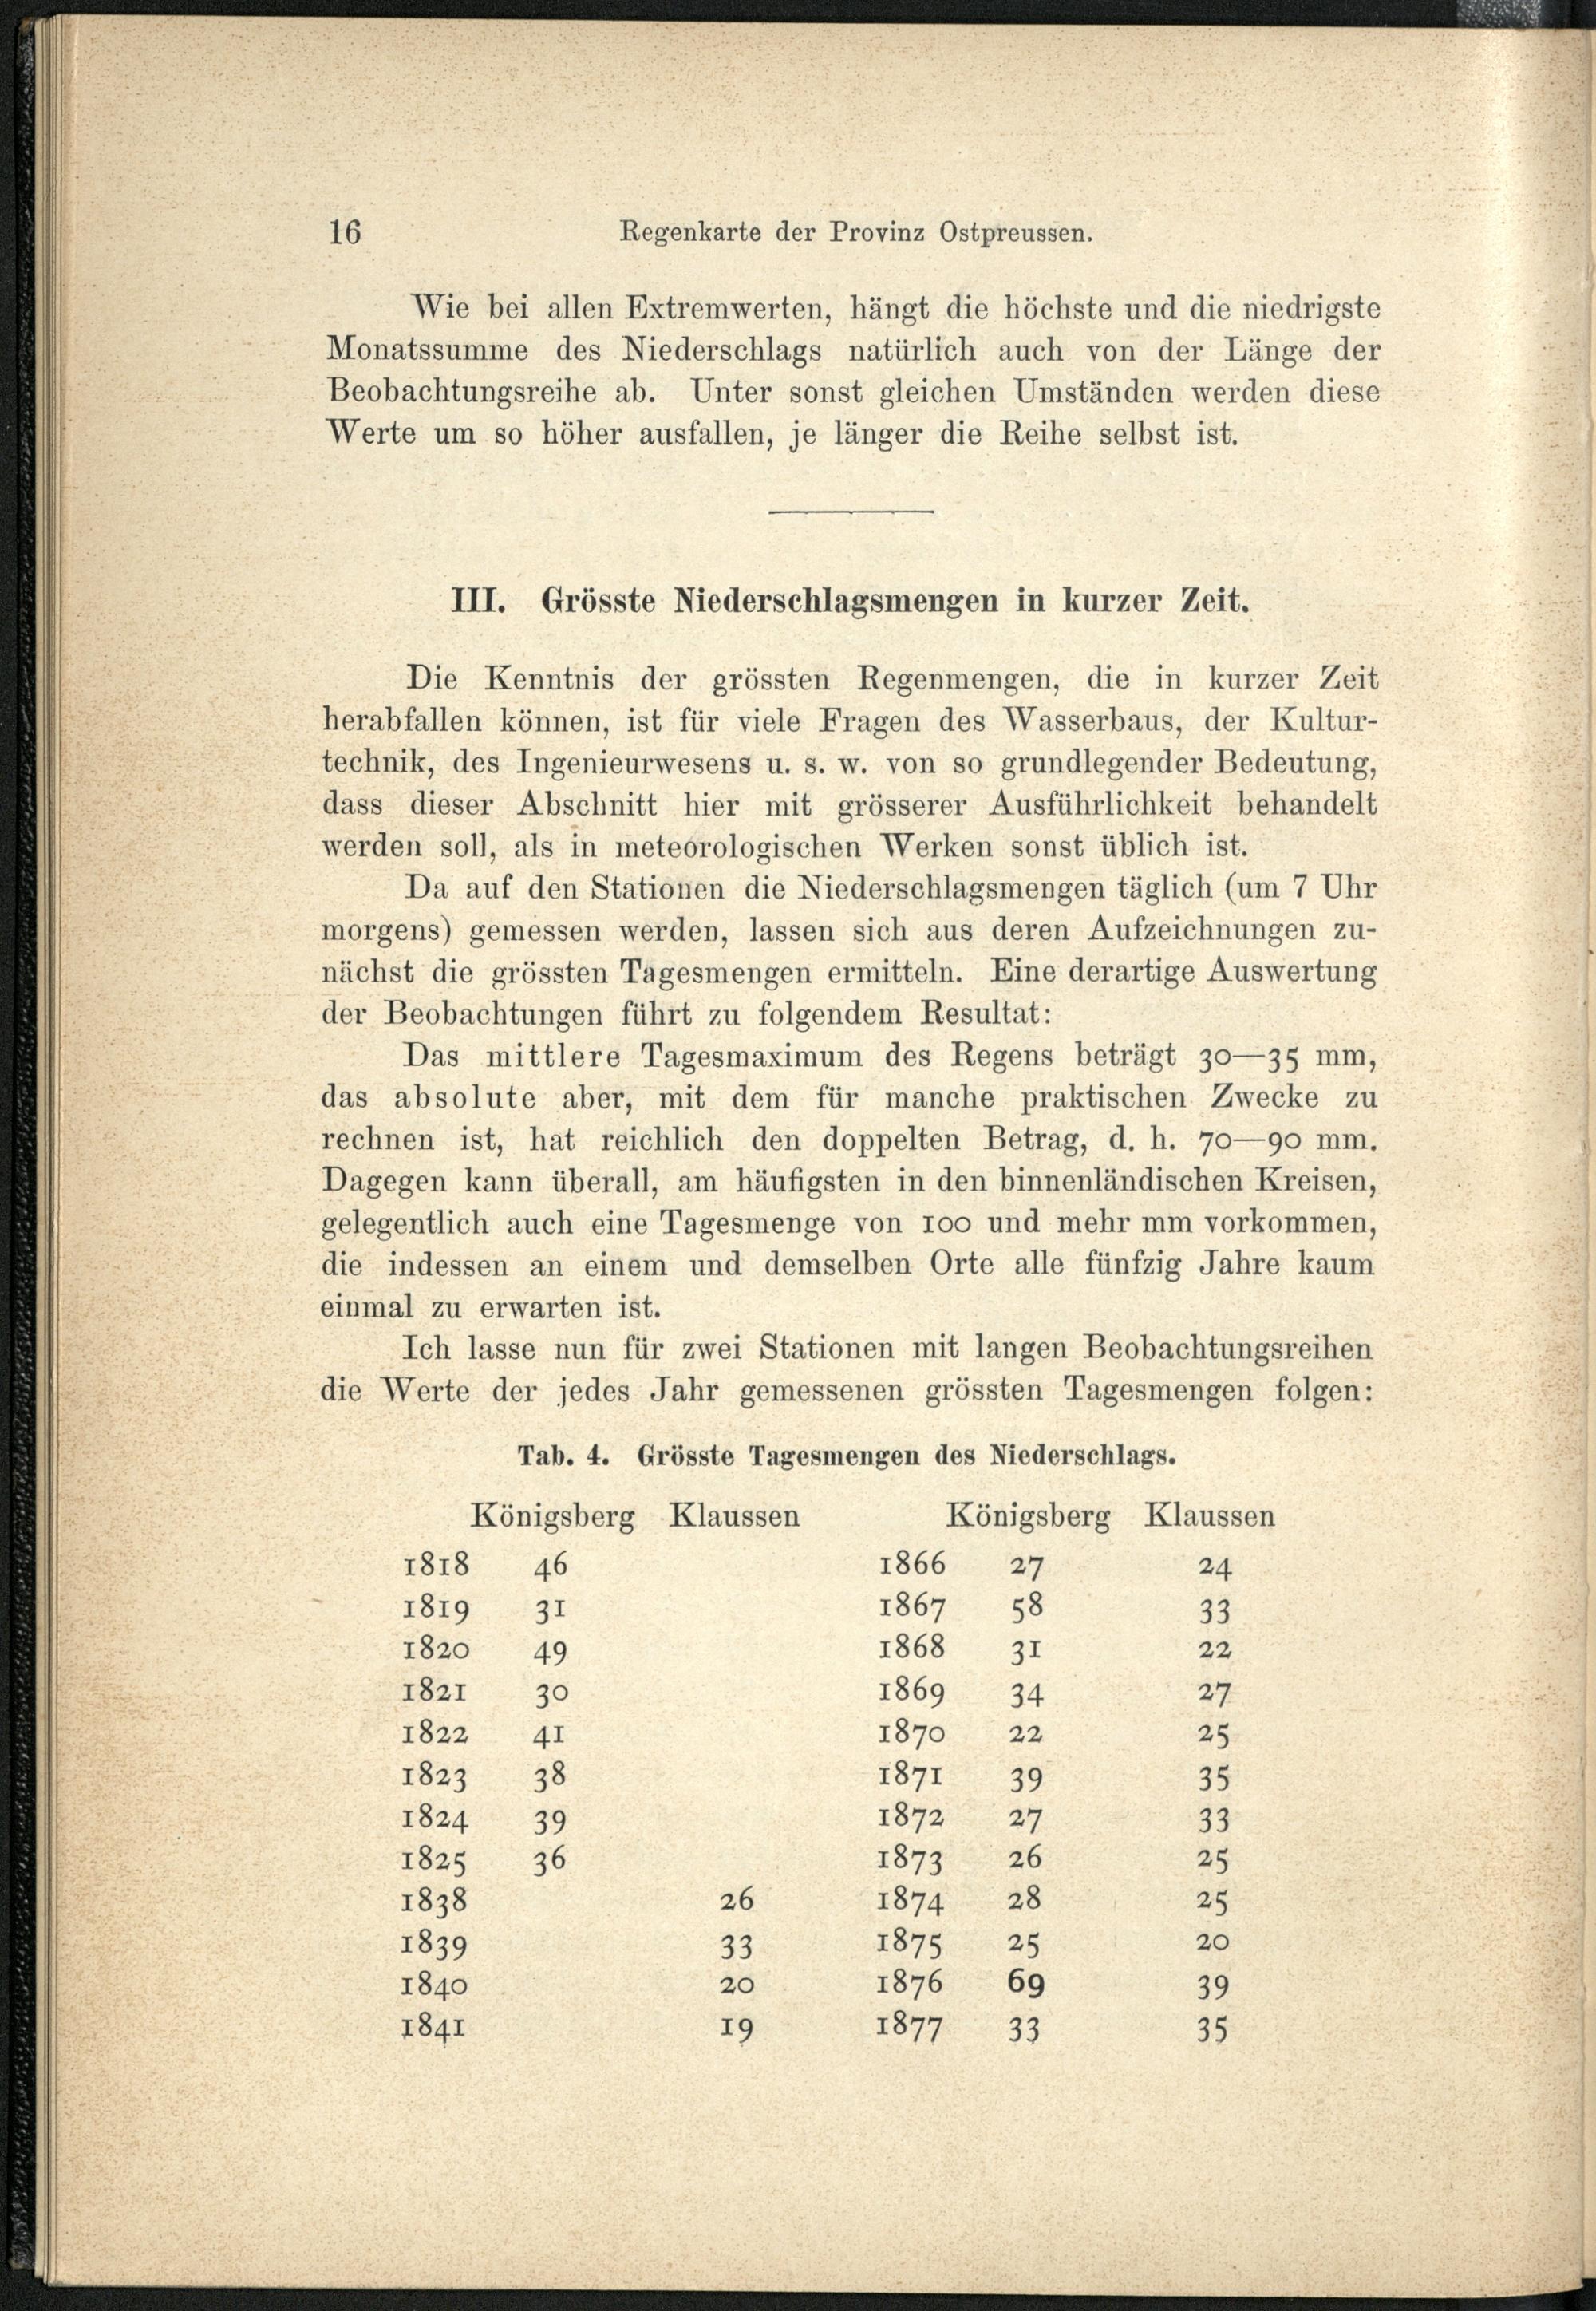 16 Regenkarte der Provinz Ostpreussen.
Wie bei allen Extremwerten, hängt die höchste und die niedrigste
Monatssumme des Niederschlags natürlich auch von der Länge der
Beobachtungsreihe ab. Unter sonst gleichen Umständen werden diese
Werte um so höher ausfallen, je länger die Reihe selbst ist.
III. Grösste Niederschlagsmengen in kurzer Zeit.
Die Kenntnis der grössten Regenmengen, die in kurzer Zeit
herabfallen können, ist für viele Fragen des Wasserbaus, der Kultur-
technik, des Ingenieurwesens u. s. w. von so grundlegender Bedeutung,
dass dieser Abschnitt hier mit grösserer Ausführlichkeit behandelt
werden soll, als in meteorologischen Werken sonst üblich ist.
Da auf den Stationen die Niederschlagsmengen täglich (um 7 Uhr
morgens) gemessen werden, lassen sich aus deren Aufzeichnungen zu-
nächst die grössten Tagesmengen ermitteln. Eine derartige Auswertung
der Beobachtungen führt zu folgendem Resultat:
Das mittlere Tagesmaximum des Regens beträgt 30—35 mm,
das absolute aber, mit dem für manche praktischen Zwecke zu
rechnen ist, hat reichlich den doppelten Betrag, d. h. 70—90 mm.
Dagegen kann überall, am häufigsten in den binnenländischen Kreisen,
gelegentlich auch eine Tagesmenge von 100 und mehr mm vorkommen,
die indessen an einem und demselben Orte alle fünfzig Jahre kaum
einmal zu erwarten ist.
Ich lasse nun für zwei Stationen mit langen Beobachtungsreihen
die Werte der jedes Jahr gemessenen grössten Tagesmengen folgen:
Tab. 4. Grösste Tagesmengen des Niederschlags.
Königsberg Klaussen Königsberg Klaussen
1818 46 1866 27 24
1819 31 1867 58 33
1820 49 1868 31 22
1821 30 1869 34 27
1822 41 1870 22 25
1823 38 1871 39 35
1824 39 1872 27 33
1825 36 1873 26 25
1838 26 1874 28 25
1839 33 1875 25 20
1840 20 1876 69 39
1841 19 1877 33 35